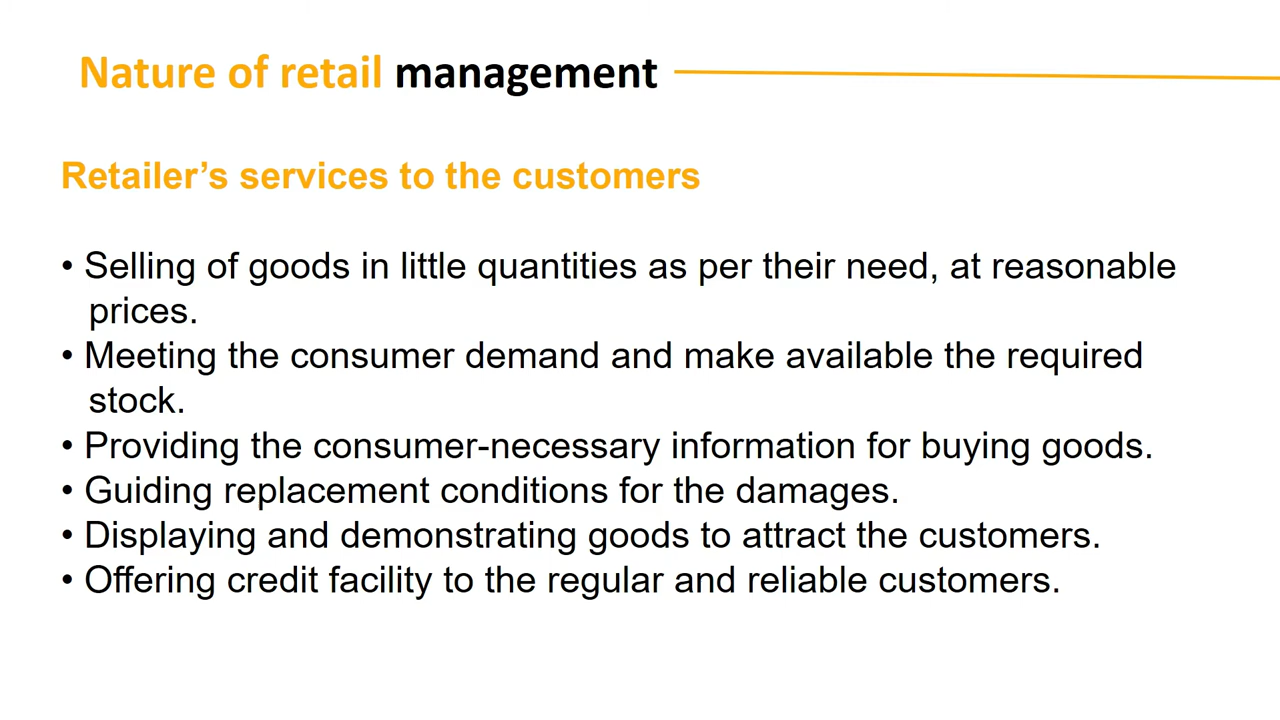 Nature of retail management
Retailer’s services to the customers
• Selling of goods in little quantities as per their need, at reasonable
prices.
• Meeting the consumer demand and make available the required
stock.
• Providing the consumer-necessary information for buying goods.
• Guiding replacement conditions for the damages.
• Displaying and demonstrating goods to attract the customers.
• Offering credit facility to the regular and reliable customers.